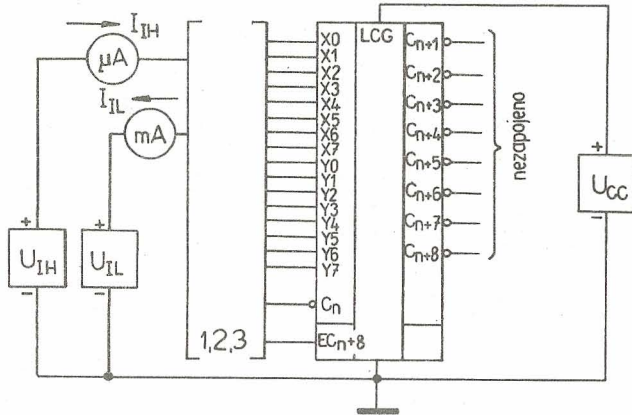 I_IH
μA
I_IL
mA
+
U_IH
−
+
U_IL
−
1,2,3
X0
X1
X2
X3
X4
X5
X6
X7
Y0
Y1
Y2
Y3
Y4
Y5
Y6
Y7
Cn
ECn+8
LCG
Cn+1
Cn+2
Cn+3
Cn+4
Cn+5
Cn+6
Cn+7
Cn+8
nezapojeno
+
UCC
−